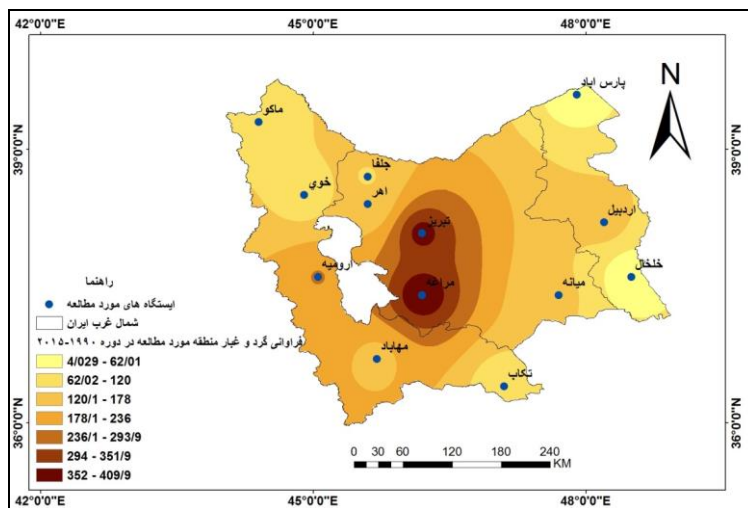 42°0'0"E 45°0'0"E 48°0'0"E
N
پارس اباد
ماکو
39°0'0"N 39°0'0"N
جلفا
خوي
اهر
تبریز
اردبیل
ارومیه
خلخال
مراغه
میانه
راهنما
ایستگاه های مورد مطالعه
شمال غرب ایران
فراوانی گرد و غبار منطقه مورد مطالعه در دوره ۱۹۹۰-۲۰۱۵
مهاباد
تکاب
4/029 - 62/01
62/02 - 120
120/1 - 178
178/1 - 236
236/1 - 293/9
294 - 351/9
352 - 409/9
36°0'0"N 36°0'0"N
0 30 60 120 180 240
KM
42°0'0"E 45°0'0"E 48°0'0"E